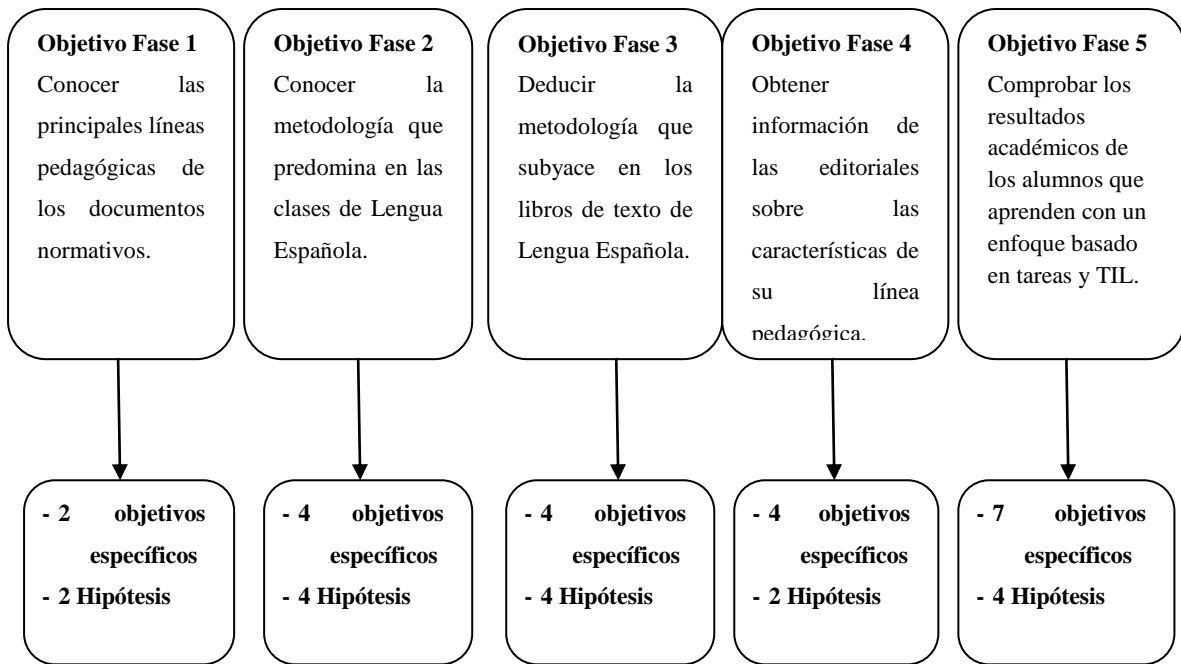 Objetivo Fase 1
Conocer las
principales líneas
pedagógicas de
los documentos
normativos.
Objetivo Fase 2
Conocer la
metodología que
predomina en las
clases de Lengua
Española.
Objetivo Fase 3
Deducir la
metodología que
subyace en los
libros de texto de
Lengua Española.
Objetivo Fase 4
Obtener
información de
las editoriales
sobre las
características de
su línea
pedagógica.
Objetivo Fase 5
Comprobar los
resultados
académicos de
los alumnos que
aprenden con un
enfoque basado
en tareas y TIL.
- 2 objetivos
específicos
- 2 Hipótesis
- 4 objetivos
específicos
- 4 Hipótesis
- 4 objetivos
específicos
- 4 Hipótesis
- 4 objetivos
específicos
- 2 Hipótesis
- 7 objetivos
específicos
- 4 Hipótesis